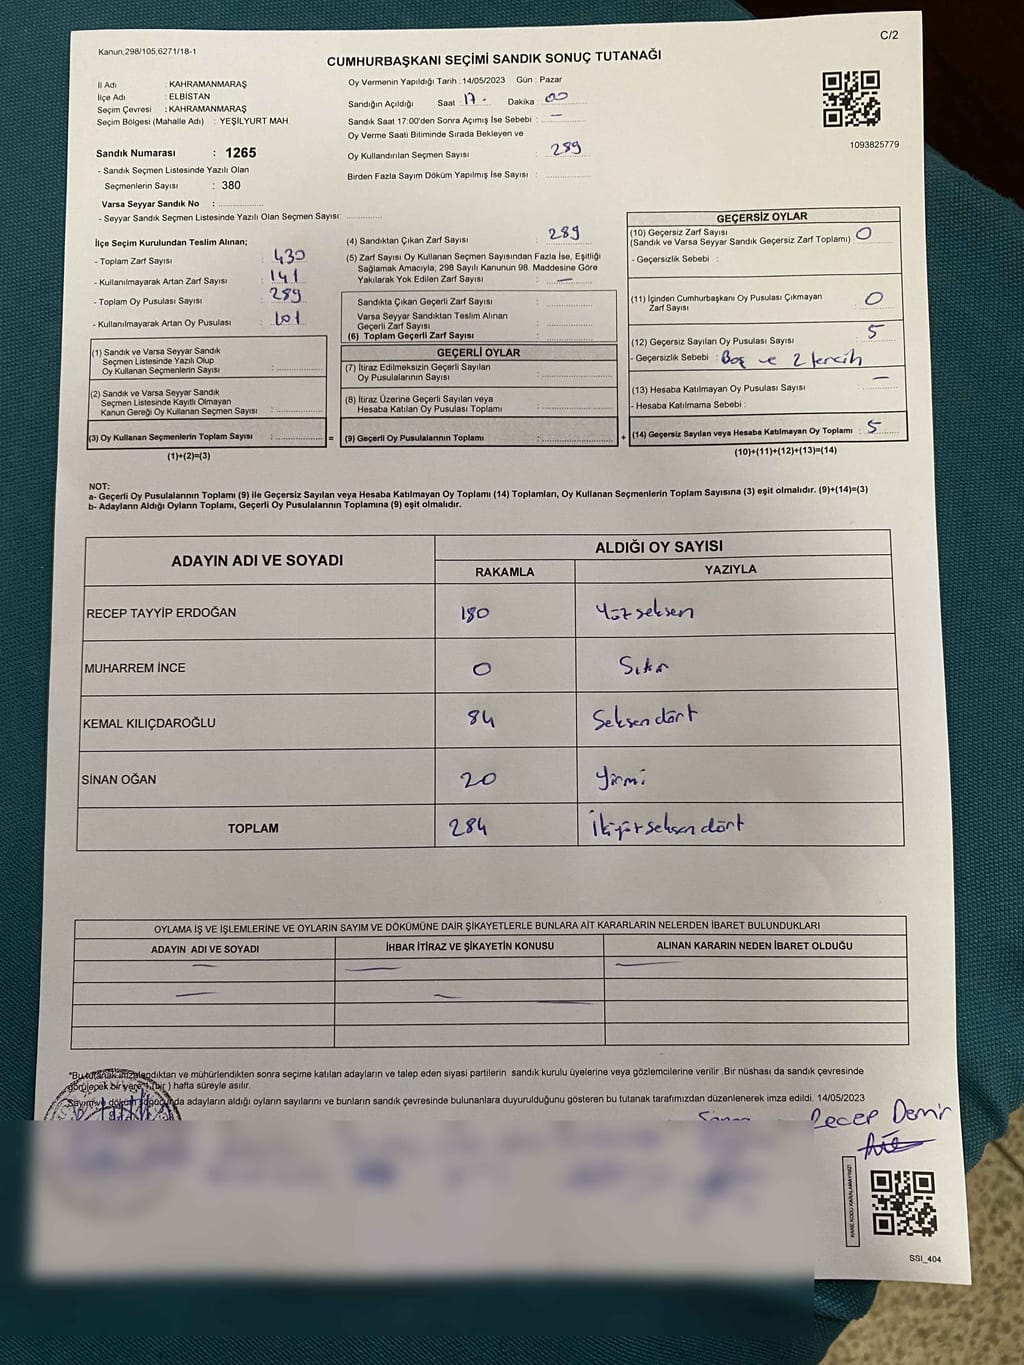 Kanun;298/105,6271/18-1
C/2
CUMHURBAŞKANI SEÇİMİ SANDIK SONUÇ TUTANAĞI
İl Adı : KAHRAMANMARAŞ
İlçe Adı : ELBİSTAN
Seçim Çevresi : KAHRAMANMARAŞ
Seçim Bölgesi (Mahalle Adı) : YEŞİLYURT MAH.
Sandık Numarası : 1265
- Sandık Seçmen Listesinde Yazılı Olan
Seçmenlerin Sayısı : 380
Varsa Seyyar Sandık No :
- Seyyar Sandık Seçmen Listesinde Yazılı Olan Seçmen Sayısı:
Oy Vermenin Yapıldığı Tarih :14/05/2023 Gün : Pazar
Sandığın Açıldığı Saat : 17 Dakika : 00
Sandık Saat 17:00'den Sonra Açımış İse Sebebi : —
Oy Verme Saati Bitiminde Sırada Bekleyen ve
Oy Kullandırılan Seçmen Sayısı : 289
Birden Fazla Sayım Döküm Yapılmış İse Sayısı :
1093825779
İlçe Seçim Kurulundan Teslim Alınan;
- Toplam Zarf Sayısı : 430
- Kullanılmayarak Artan Zarf Sayısı : 141
- Toplam Oy Pusulası Sayısı : 289
- Kullanılmayarak Artan Oy Pusulası : 101
(1) Sandık ve Varsa Seyyar Sandık
Seçmen Listesinde Yazılı Olup
Oy Kullanan Seçmenlerin Sayısı :
(2) Sandık ve Varsa Seyyar Sandık
Seçmen Listesinde Kayıtlı Olmayan
Kanun Gereği Oy Kullanan Seçmen Sayısı :
(3) Oy Kullanan Seçmenlerin Toplam Sayısı : =
(1)+(2)=(3)
(4) Sandıktan Çıkan Zarf Sayısı : 289
(5) Zarf Sayısı Oy Kullanan Seçmen Sayısından Fazla İse, Eşitliği
Sağlamak Amacıyla; 298 Sayılı Kanunun 98. Maddesine Göre
Yakılarak Yok Edilen Zarf Sayısı : —
Sandıkta Çıkan Geçerli Zarf Sayısı :
Varsa Seyyar Sandıktan Teslim Alınan
Geçerli Zarf Sayısı :
(6) Toplam Geçerli Zarf Sayısı :
GEÇERLİ OYLAR
(7) İtiraz Edilmeksizin Geçerli Sayılan
Oy Pusulalarının Sayısı :
(8) İtiraz Üzerine Geçerli Sayılan veya
Hesaba Katılan Oy Pusulası Toplamı :
(9) Geçerli Oy Pusulalarının Toplamı : +
GEÇERSİZ OYLAR
(10) Geçersiz Zarf Sayısı
(Sandık ve Varsa Seyyar Sandık Geçersiz Zarf Toplamı) : 0
- Geçersizlik Sebebi :
(11) İçinden Cumhurbaşkanı Oy Pusulası Çıkmayan
Zarf Sayısı : 0
(12) Geçersiz Sayılan Oy Pusulası Sayısı : 5
- Geçersizlik Sebebi : Boş ve 2 tercih
(13) Hesaba Katılmayan Oy Pusulası Sayısı : —
- Hesaba Katılmama Sebebi :
(14) Geçersiz Sayılan veya Hesaba Katılmayan Oy Toplamı : 5
(10)+(11)+(12)+(13)=(14)
NOT:
a- Geçerli Oy Pusulalarının Toplamı (9) ile Geçersiz Sayılan veya Hesaba Katılmayan Oy Toplamı (14) Toplamları, Oy Kullanan Seçmenlerin Toplam Sayısına (3) eşit olmalıdır. (9)+(14)=(3)
b- Adayların Aldığı Oyların Toplamı, Geçerli Oy Pusulalarının Toplamına (9) eşit olmalıdır.
ADAYIN ADI VE SOYADI ALDIĞI OY SAYISI
RAKAMLA YAZIYLA
RECEP TAYYİP ERDOĞAN 180 Yüzseksen
MUHARREM İNCE 0 Sıfır
KEMAL KILIÇDAROĞLU 84 Seksendört
SİNAN OĞAN 20 Yirmi
TOPLAM 284 İkiyüzseksendört
OYLAMA İŞ VE İŞLEMLERİNE VE OYLARIN SAYIM VE DÖKÜMÜNE DAİR ŞİKAYETLERLE BUNLARA AİT KARARLARIN NELERDEN İBARET BULUNDUKLARI
ADAYIN ADI VE SOYADI İHBAR İTİRAZ VE ŞİKAYETİN KONUSU ALINAN KARARIN NEDEN İBARET OLDUĞU
*Bu tutanak imzalandıktan ve mühürlendikten sonra seçime katılan adayların ve talep eden siyasi partilerin sandık kurulu üyelerine veya gözlemcilerine verilir .Bir nüshası da sandık çevresinde
görülepek bir yere 1 (bir ) hafta süreyle asılır.
Sayım ve döküm sonucunda adayların aldığı oyların sayılarını ve bunların sandık çevresinde bulunanlara duyurulduğunu gösteren bu tutanak tarafımızdan düzenlenerek imza edildi. 14/05/2023
Recep Demir
KARE KODU KARALAMAYINIZ!
SSI_404